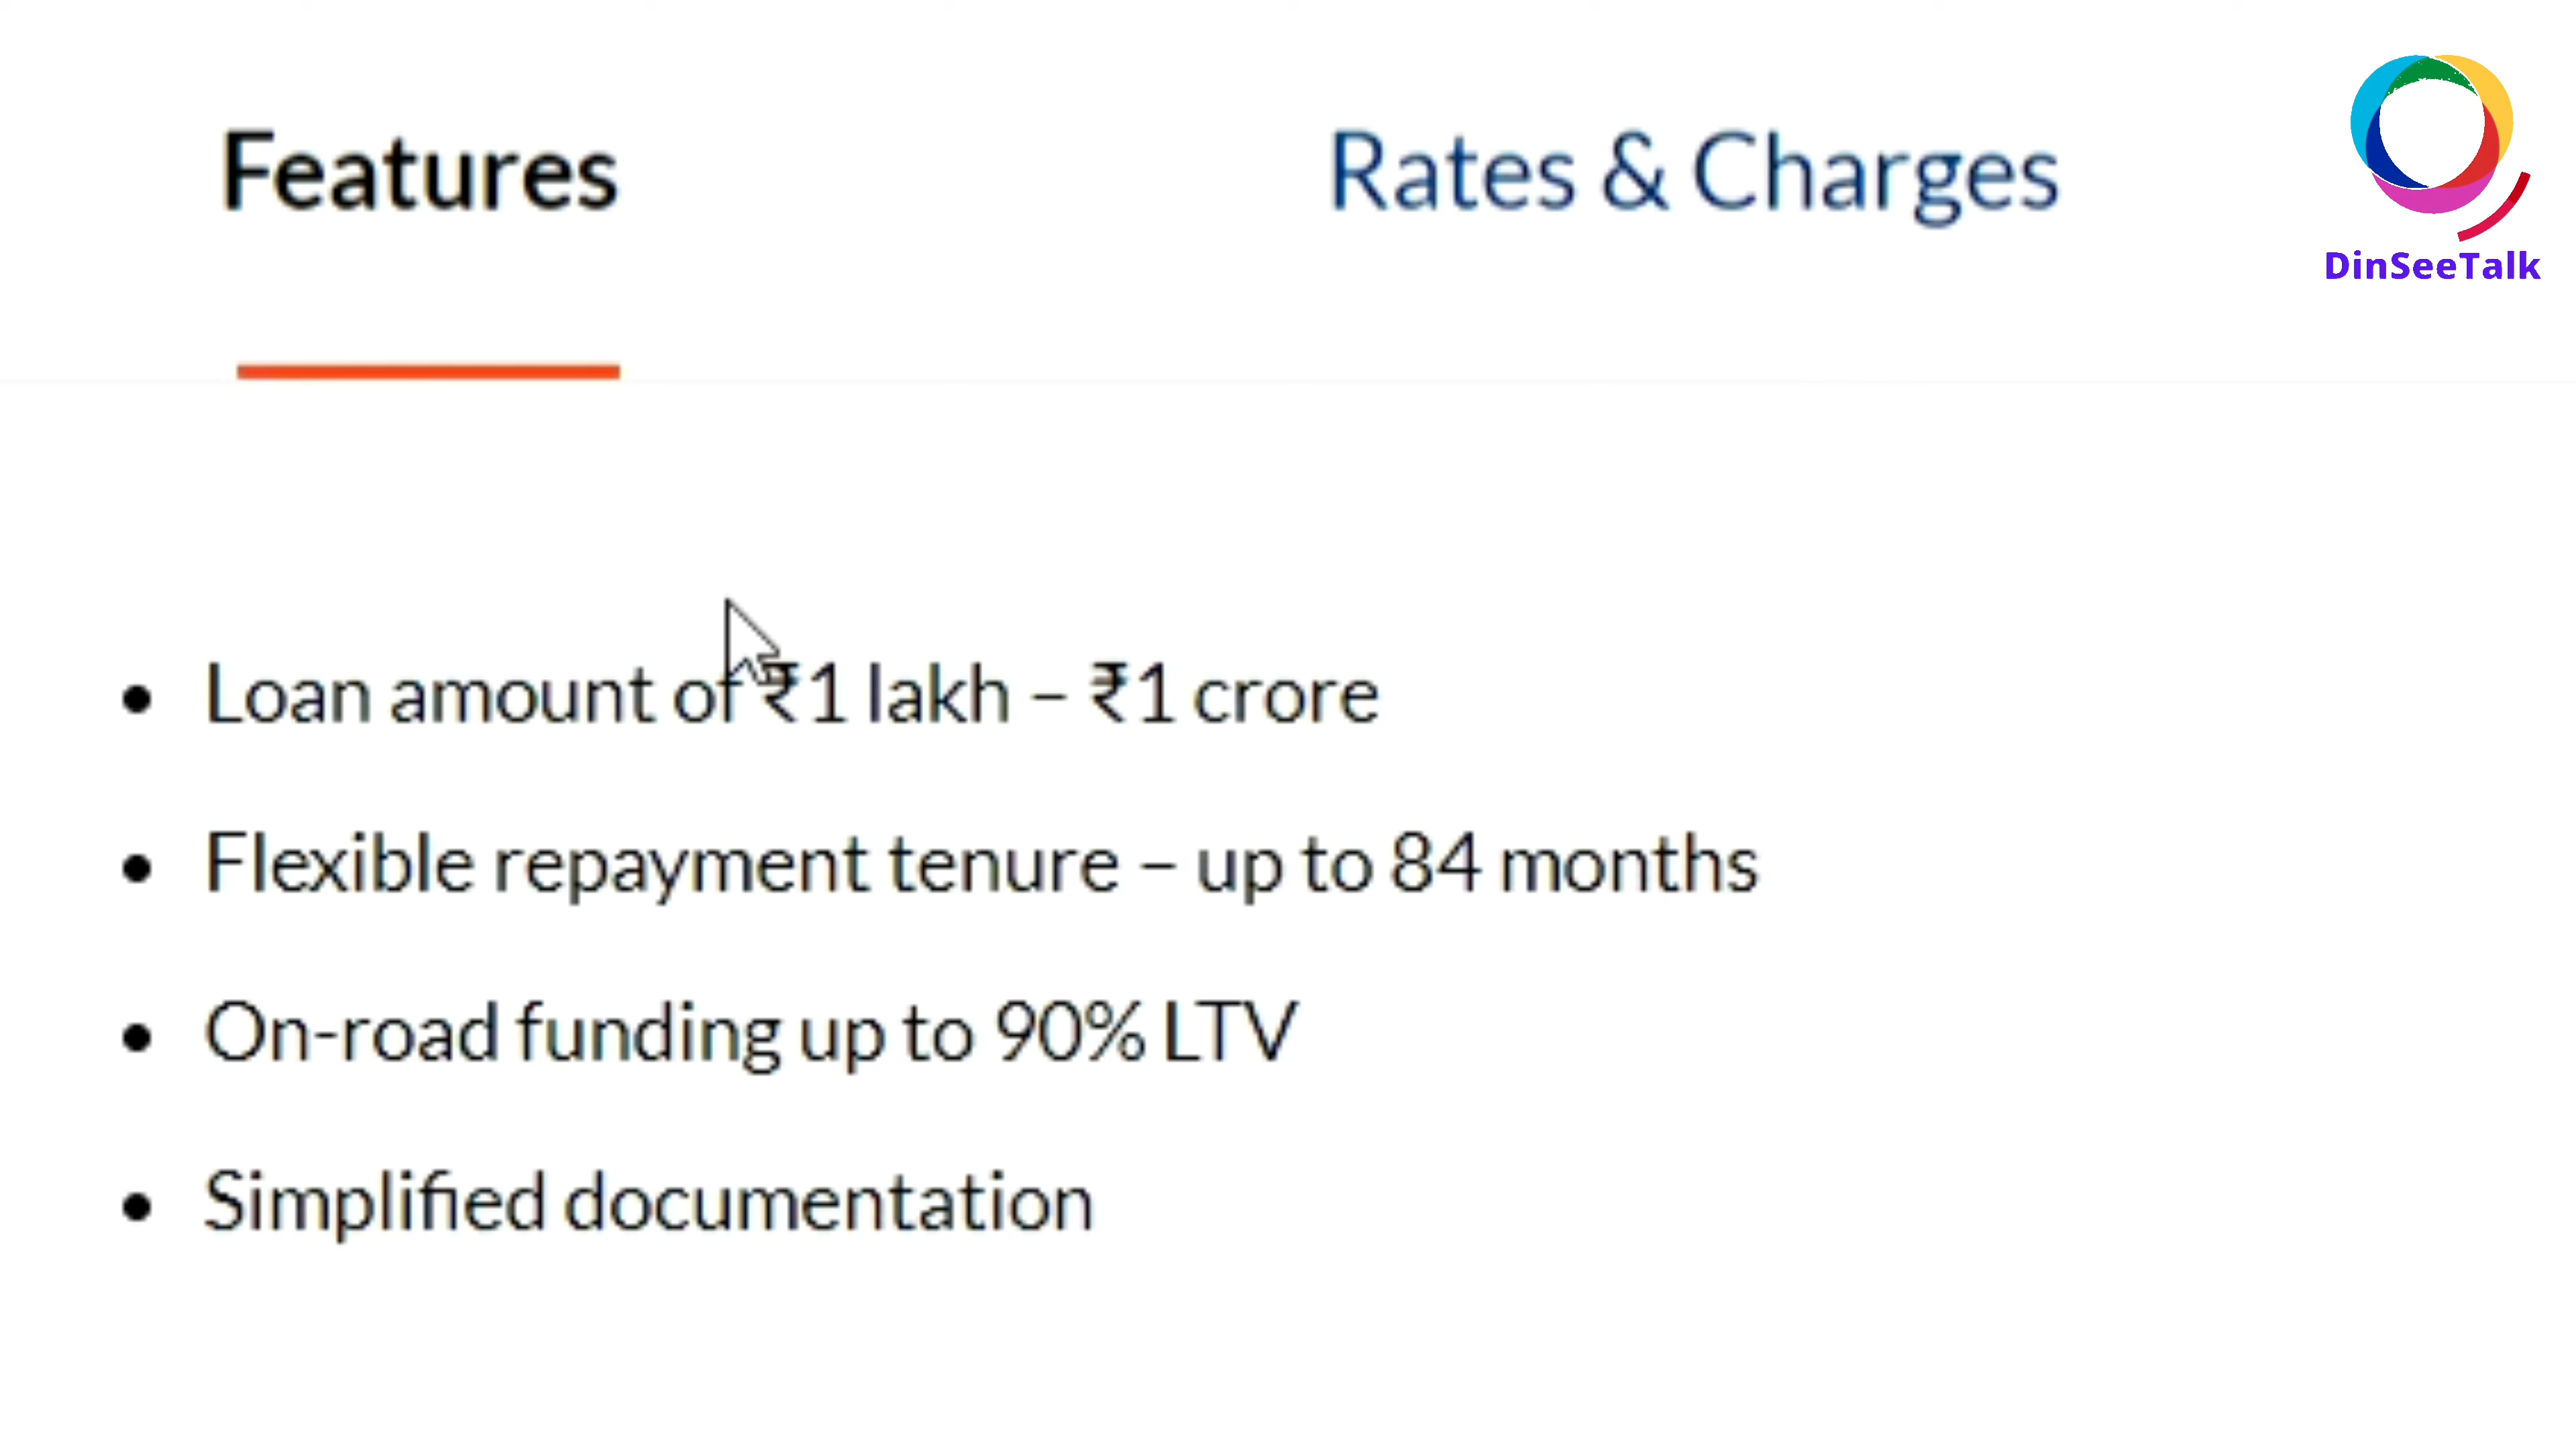 Features
Rates & Charges
DinSeeTalk
Loan amount of ₹1 lakh – ₹1 crore
Flexible repayment tenure – up to 84 months
On-road funding up to 90% LTV
Simplified documentation